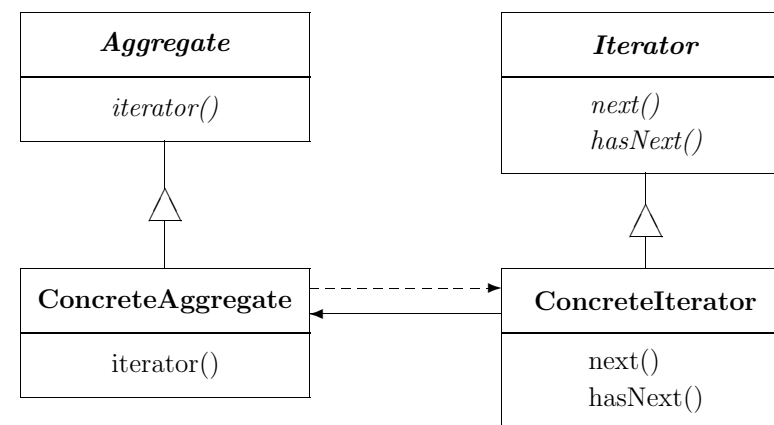 Aggregate
iterator()
Iterator
next()
hasNext()
ConcreteAggregate
iterator()
ConcreteIterator
next()
hasNext()